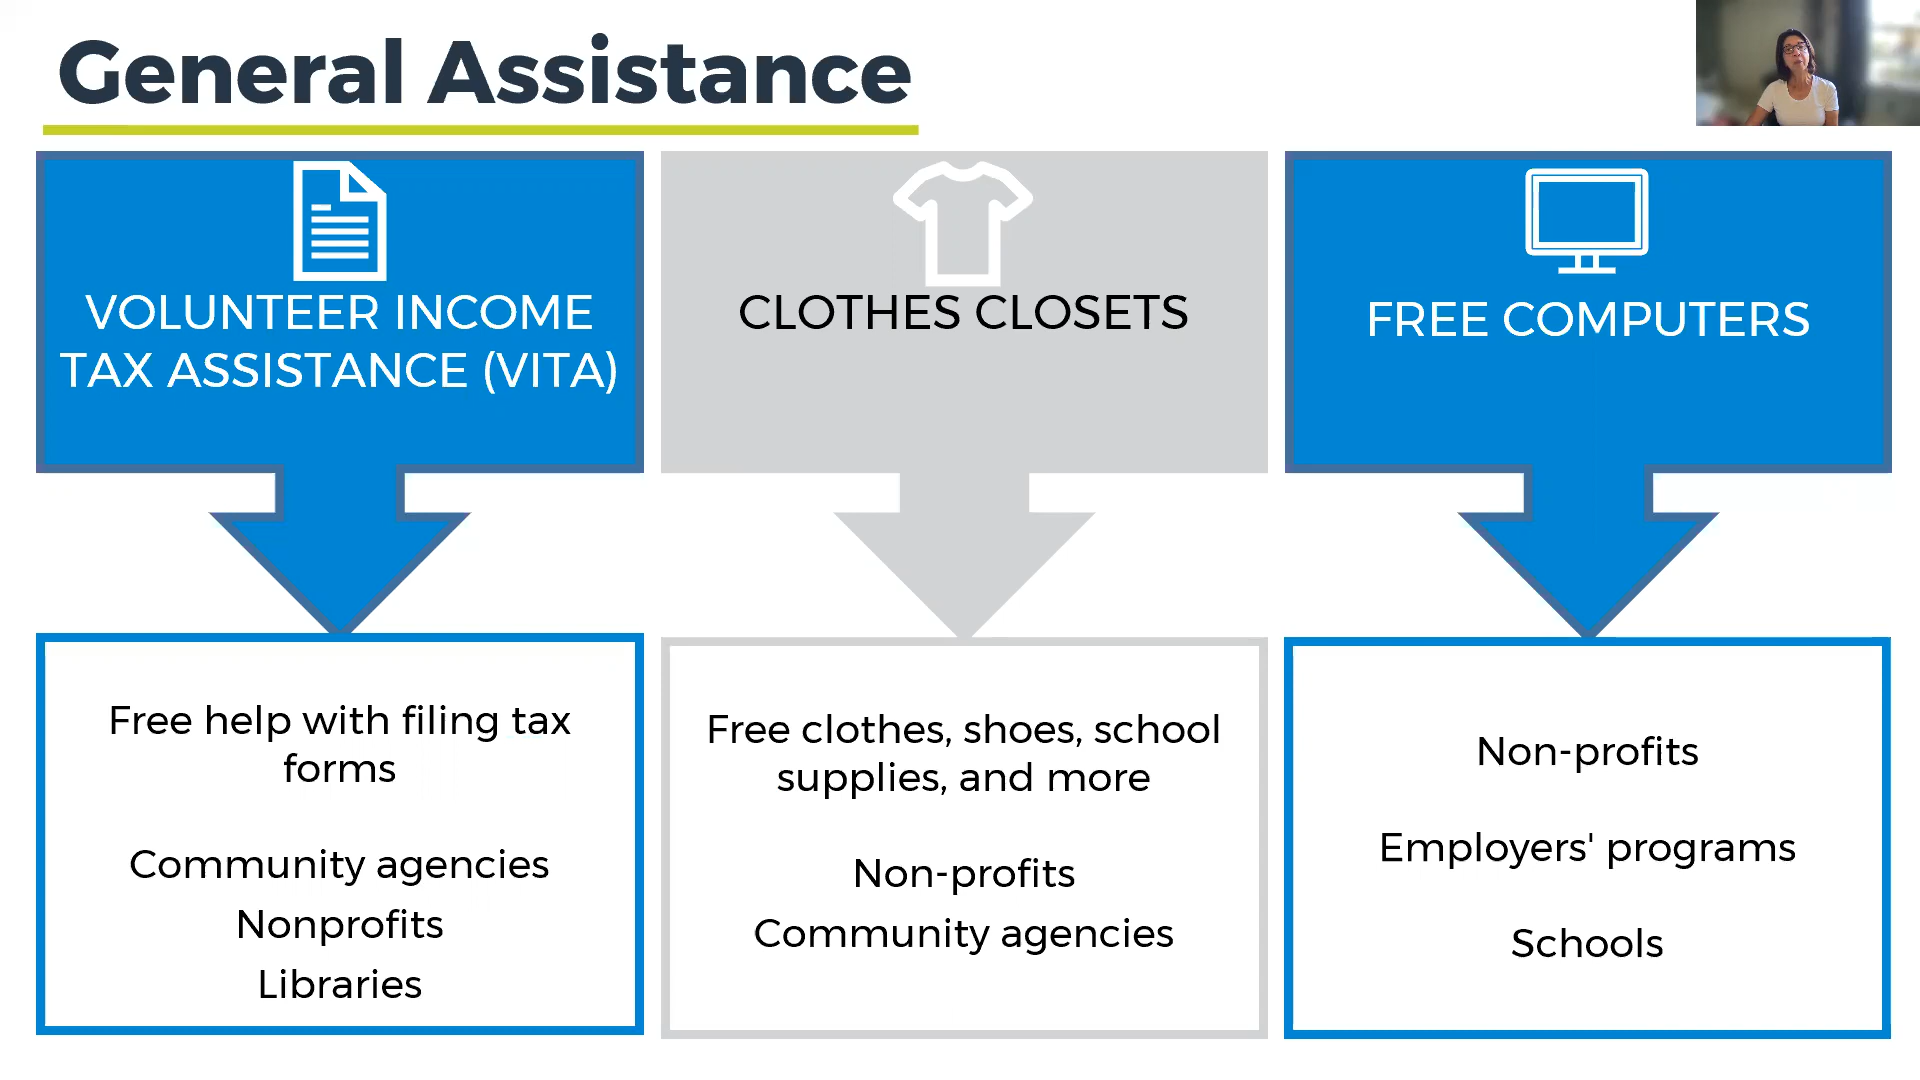 General Assistance
VOLUNTEER INCOME
TAX ASSISTANCE (VITA)
Free help with filing tax
forms
Community agencies
Nonprofits
Libraries
CLOTHES CLOSETS
Free clothes, shoes, school
supplies, and more
Non-profits
Community agencies
FREE COMPUTERS
Non-profits
Employers' programs
Schools